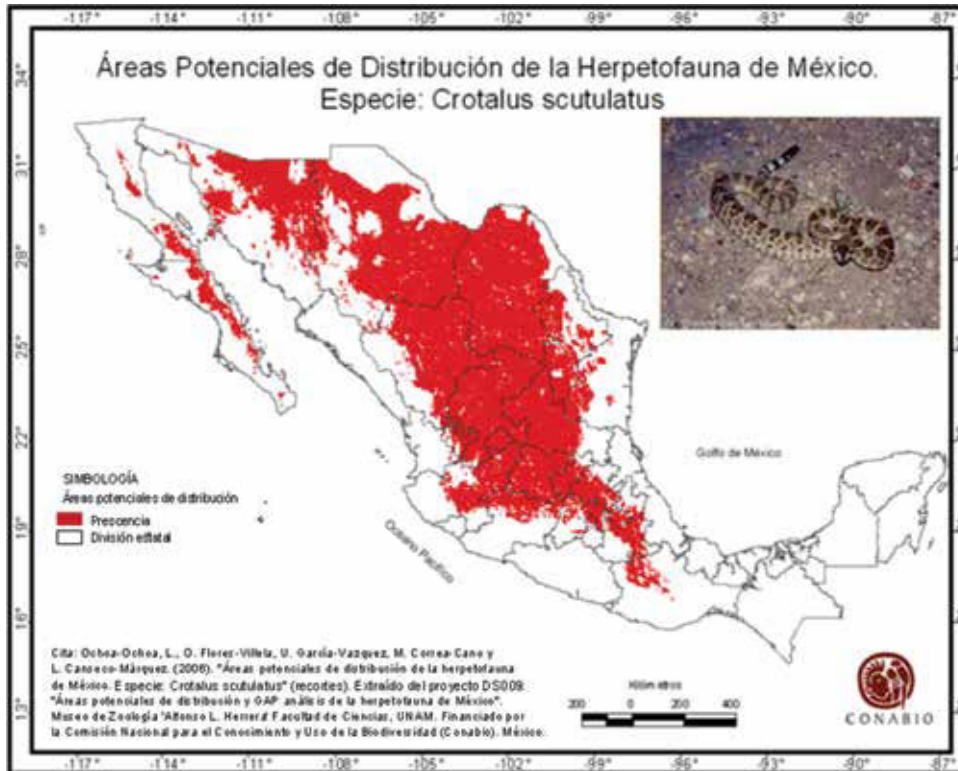 -117° -114° -111° -108° -105° -102° -99° -96° -93° -90° -87°
Áreas Potenciales de Distribución de la Herpetofauna de México.
Especie: Crotalus scutulatus
34°
31°
28°
25°
22°
19°
16°
13°
Golfo de México
Oceano Pacífico
SIMBOLOGÍA
Áreas potenciales de distribución
Prescencia
División estatal
Cita: Ochoa-Ochoa, L., O. Flores-Villela, U. García-Vazquez, M. Correa-Cano y
L. Canseco-Márquez. (2006). "Áreas potenciales de distribución de la herpetofauna
de México. Especie: Crotalus scutulatus" (recortes). Extraído del proyecto DS009.
"Áreas potenciales de distribución y GAP análisis de la herpetofauna de México".
Museo de Zoología "Alfonso L. Herrera" Facultad de Ciencias, UNAM. Financiado por
la Comisión Nacional para el Conocimiento y Uso de la Biodiversidad (Conabio). México.
Kilómetros
200 0 200 400
CONABIO
-117° -114° -111° -108° -105° -102° -99° -96° -93° -90° -87°